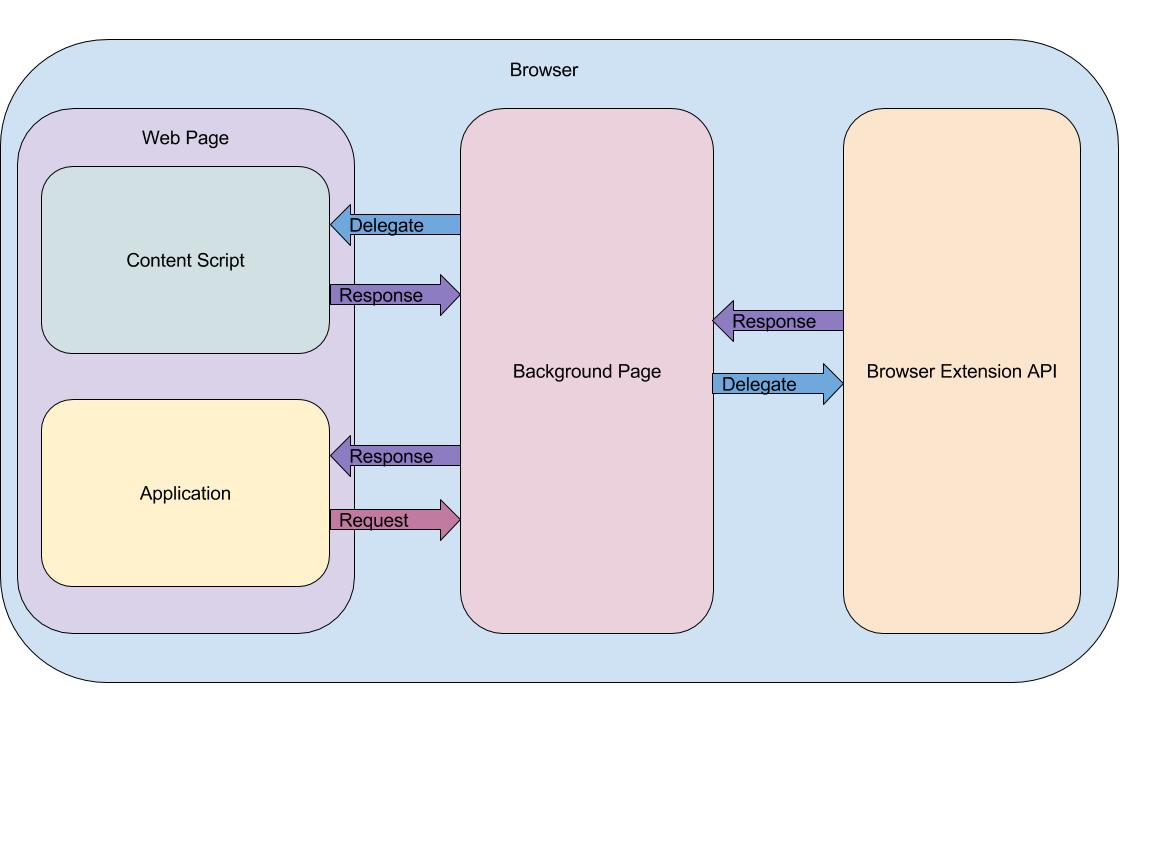 Browser
Web Page
Content Script
Delegate
Response
Application
Response
Request
Background Page
Response
Delegate
Browser Extension API